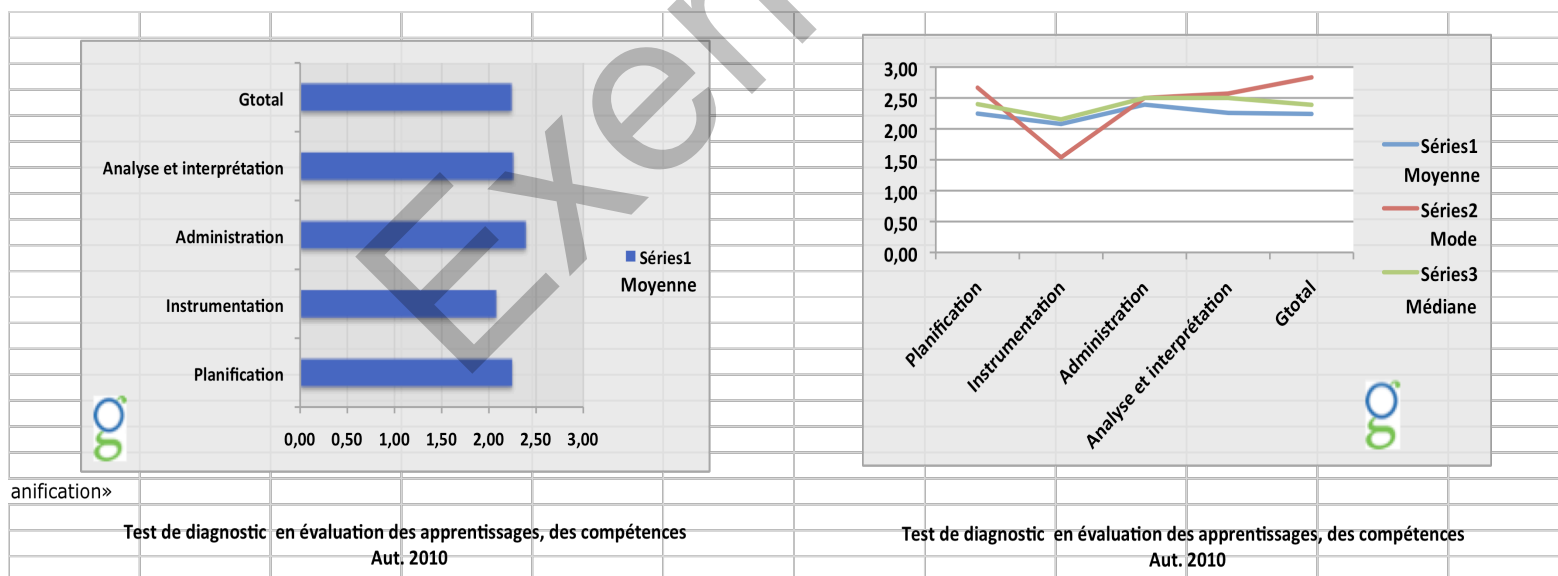 Gtotal
Analyse et interprétation
Administration
Instrumentation
Planification
0,00 0,50 1,00 1,50 2,00 2,50 3,00
Séries1
Moyenne
Exem
3,00
2,50
2,00
1,50
1,00
0,50
0,00
Planification
Instrumentation
Administration
Analyse et interprétation
Gtotal
Séries1
Moyenne
Séries2
Mode
Séries3
Médiane
g
g
anification»
Test de diagnostic en évaluation des apprentissages, des compétences
Aut. 2010
Test de diagnostic en évaluation des apprentissages, des compétences
Aut. 2010